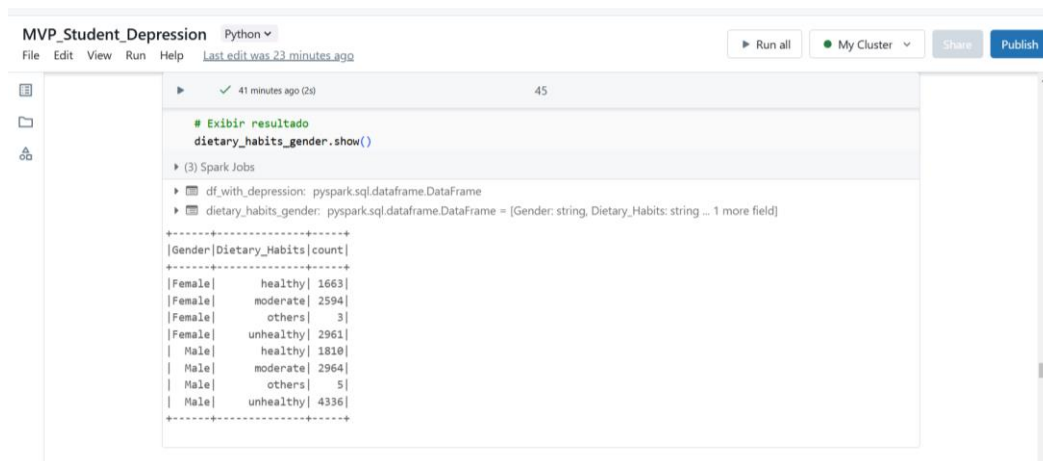 MVP_Student_Depression Python
File Edit View Run Help Last edit was 23 minutes ago
Run all My Cluster Share Publish
41 minutes ago (2s) 45
# Exibir resultado
dietary_habits_gender.show()
(3) Spark Jobs
df_with_depression: pyspark.sql.dataframe.DataFrame
dietary_habits_gender: pyspark.sql.dataframe.DataFrame = [Gender: string, Dietary_Habits: string ... 1 more field]
+------+--------------+-----+
|Gender|Dietary_Habits|count|
+------+--------------+-----+
|Female|       healthy| 1663|
|Female|      moderate| 2594|
|Female|        others|    3|
|Female|     unhealthy| 2961|
|  Male|       healthy| 1810|
|  Male|      moderate| 2964|
|  Male|        others|    5|
|  Male|     unhealthy| 4336|
+------+--------------+-----+